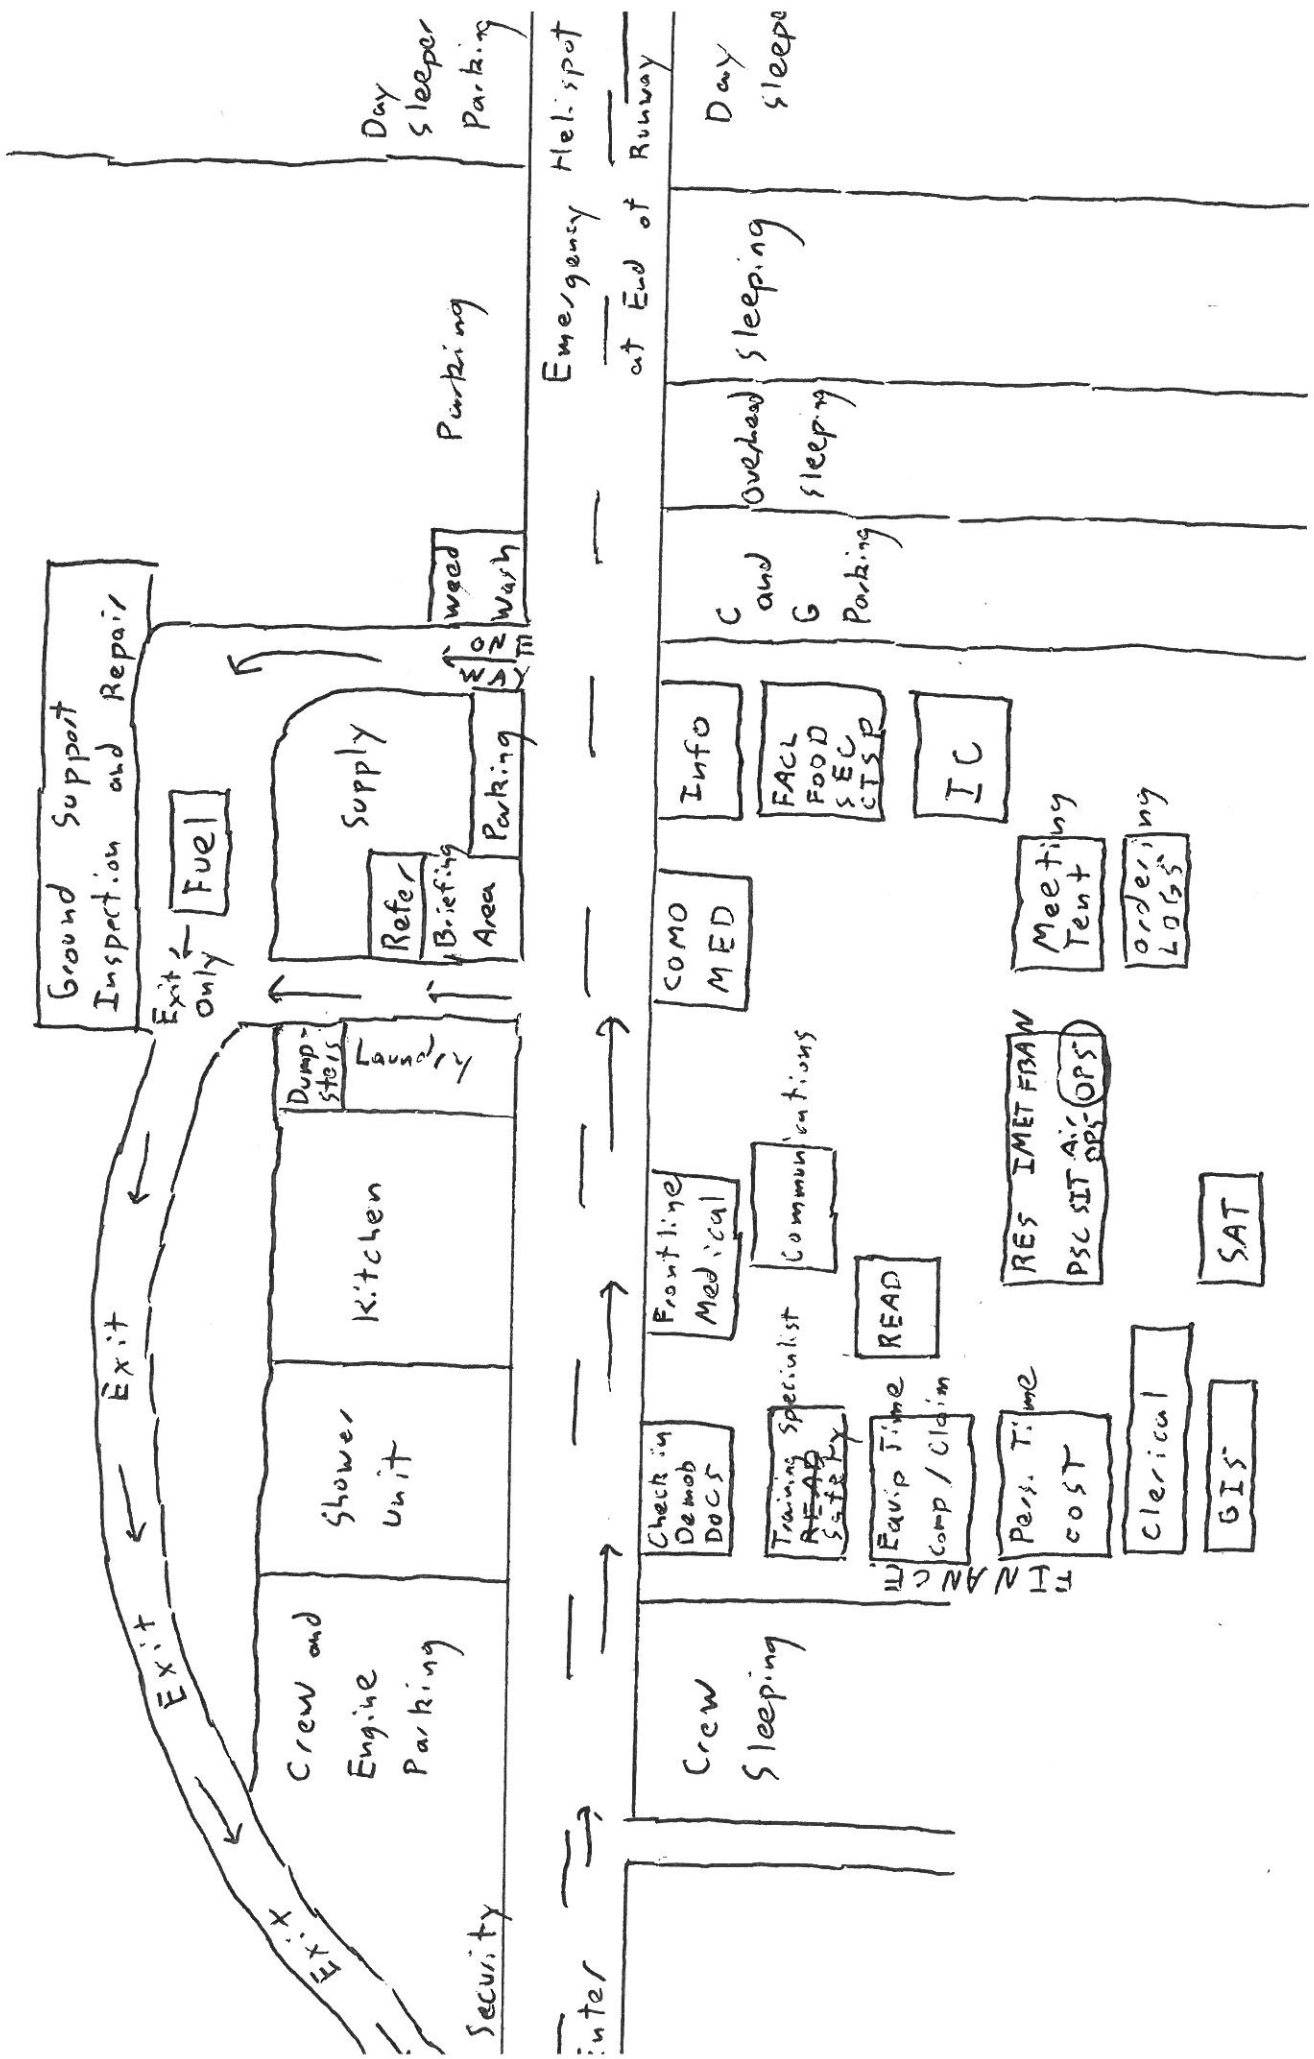 Ground Support
Inspection and Repair
Exit
Only
Fuel
Exit
Exit
Exit
Dump-
sters
Laundry
Kitchen
Shower
Unit
Crew and
Engine
Parking
Security
Supply
Refer
Briefing
Area
Parking
ONE
WAY
Weed
Wash
Parking
Day
Sleeper
Parking
Enter
Emergency Helispot
at End of Runway
Crew
Sleeping
Check in
Demob
DOCS
Frontline
Medical
COMO
MED
Info
C
and
G
Parking
Overhead
Sleeping
Sleeping
Day
Sleepe
Training Specialist
READ
Safety
Communications
FACL
FOOD
SEC
CTSP
READ
IC
FINANCE
Equip Time
Comp/Claim
Pers. Time
COST
RES IMET FBAN
PSC SIT Air OPS
OPS
Meeting
Tent
Clerical
Ordering
LOGS
GIS
SAT